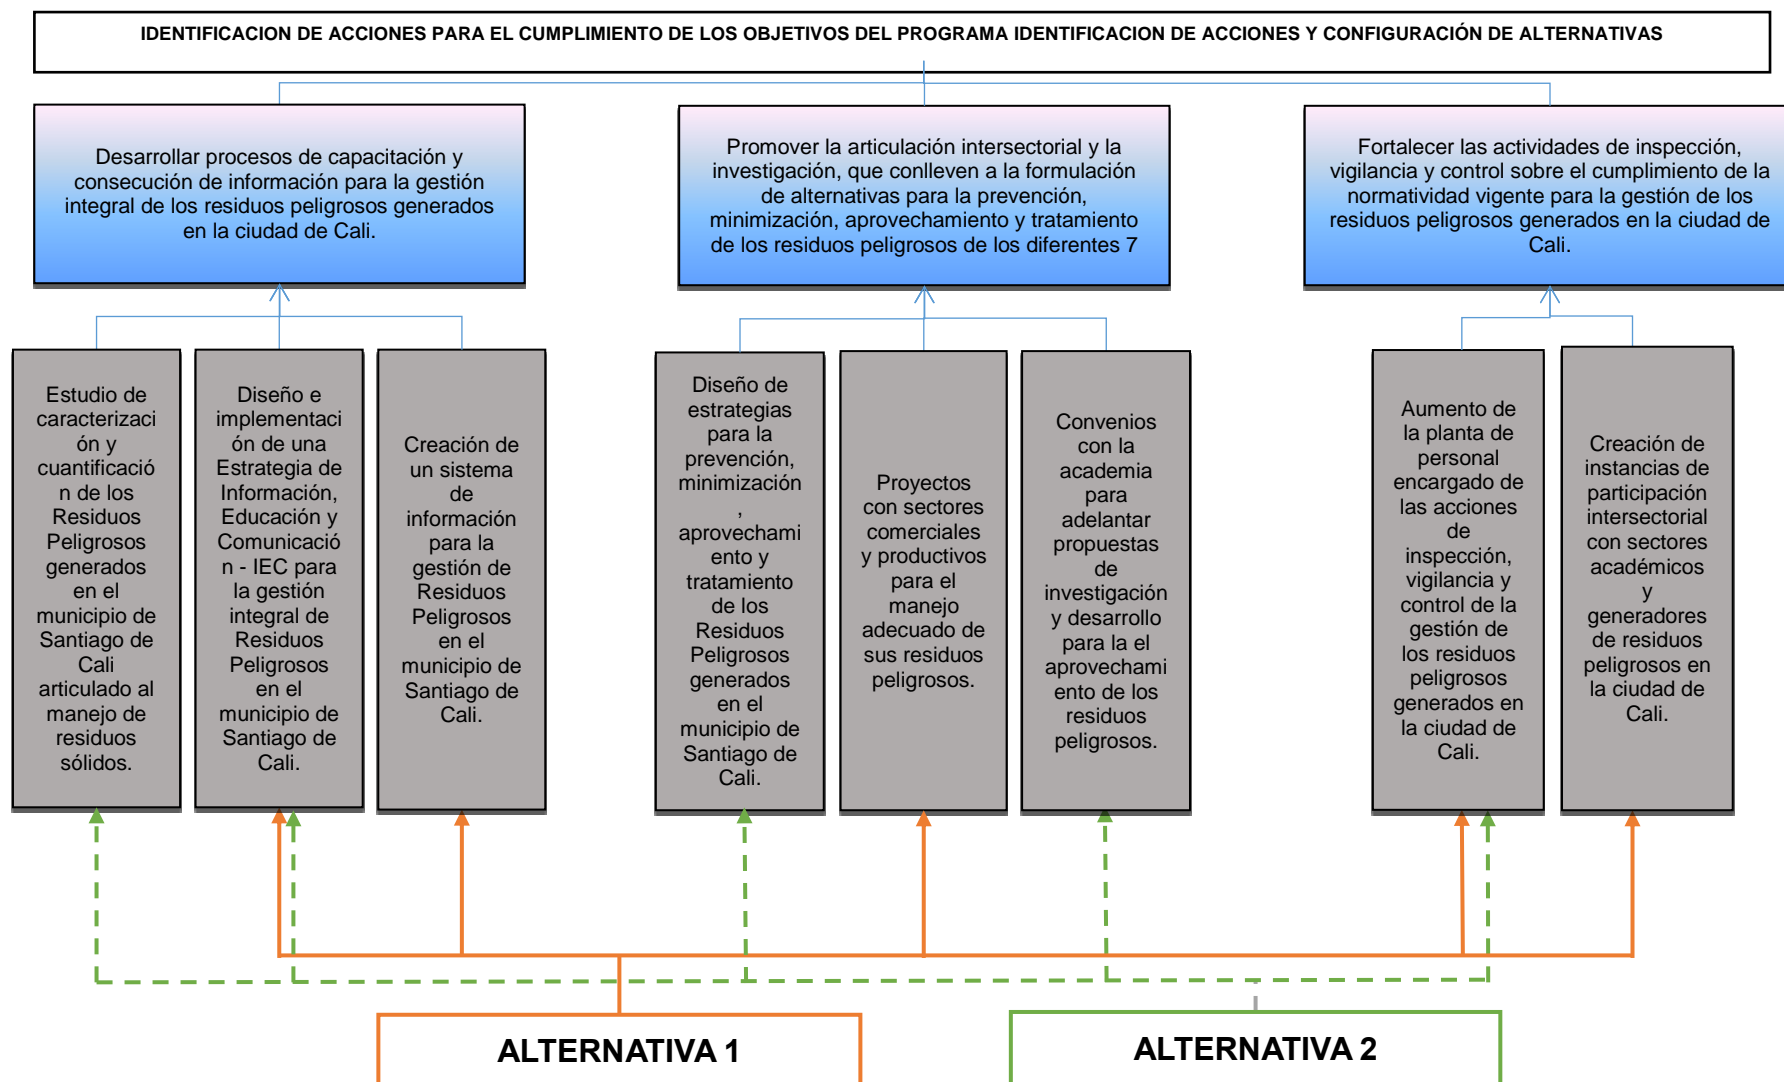 IDENTIFICACION DE ACCIONES PARA EL CUMPLIMIENTO DE LOS OBJETIVOS DEL PROGRAMA IDENTIFICACION DE ACCIONES Y CONFIGURACIÓN DE ALTERNATIVAS
Desarrollar procesos de capacitación y
consecución de información para la gestión
integral de los residuos peligrosos generados
en la ciudad de Cali.
Promover la articulación intersectorial y la
investigación, que conlleven a la formulación
de alternativas para la prevención,
minimización, aprovechamiento y tratamiento
de los residuos peligrosos de los diferentes 7
Fortalecer las actividades de inspección,
vigilancia y control sobre el cumplimiento de la
normatividad vigente para la gestión de los
residuos peligrosos generados en la ciudad de
Cali.
Estudio de
caracterizaci
ón y
cuantificació
n de los
Residuos
Peligrosos
generados
en el
municipio de
Santiago de
Cali
articulado al
manejo de
residuos
sólidos.
Diseño e
implementaci
ón de una
Estrategia de
Información,
Educación y
Comunicació
n - IEC para
la gestión
integral de
Residuos
Peligrosos
en el
municipio de
Santiago de
Cali.
Creación de
un sistema
de
información
para la
gestión de
Residuos
Peligrosos
en el
municipio de
Santiago de
Cali.
Diseño de
estrategias
para la
prevención,
minimización
,
aprovechami
ento y
tratamiento
de los
Residuos
Peligrosos
generados
en el
municipio de
Santiago de
Cali.
Proyectos
con sectores
comerciales
y productivos
para el
manejo
adecuado de
sus residuos
peligrosos.
Convenios
con la
academia
para
adelantar
propuestas
de
investigación
y desarrollo
para la el
aprovechami
ento de los
residuos
peligrosos.
Aumento de
la planta de
personal
encargado de
las acciones
de
inspección,
vigilancia y
control de la
gestión de
los residuos
peligrosos
generados en
la ciudad de
Cali.
Creación de
instancias de
participación
intersectorial
con sectores
académicos
y
generadores
de residuos
peligrosos en
la ciudad de
Cali.
ALTERNATIVA 1
ALTERNATIVA 2